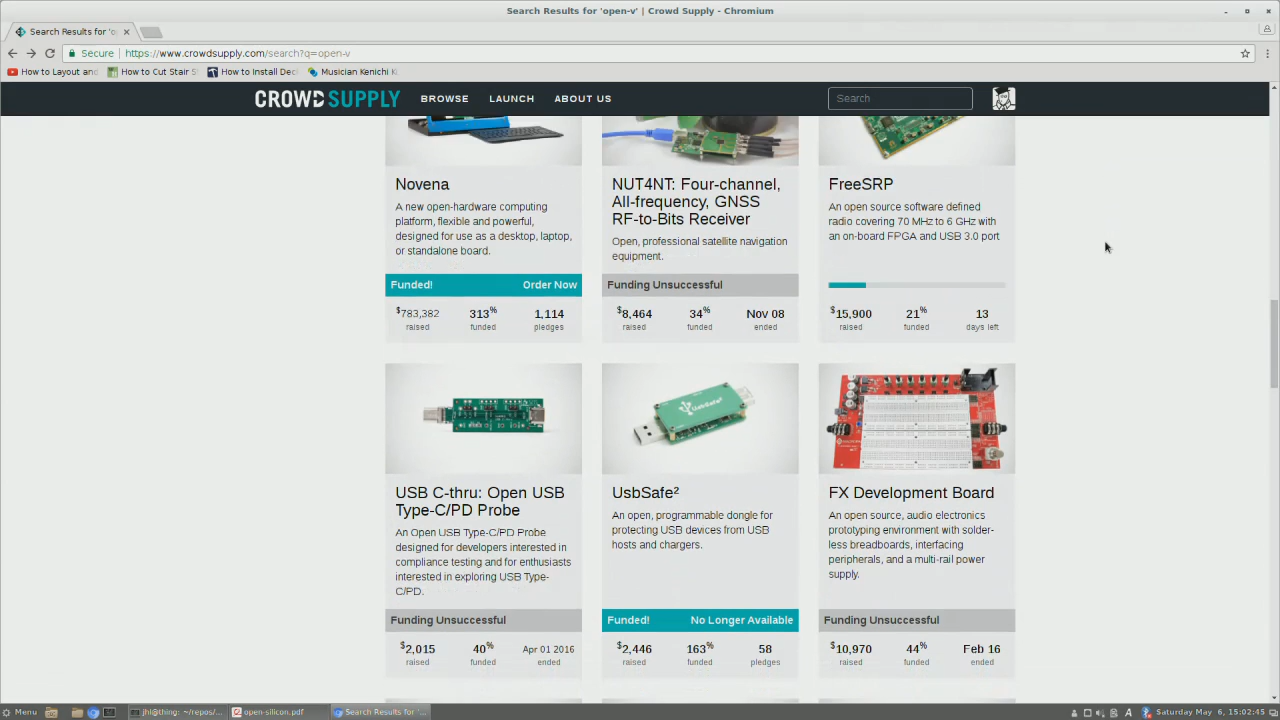 Search Results for 'open-v' | Crowd Supply - Chromium
Search Results for 'o
Secure https://www.crowdsupply.com/search?q=open-v
How to Layout and How to Cut Stair S How to Install Dec Musician Kenichi K
CROWD SUPPLY BROWSE LAUNCH ABOUT US Search
Novena
A new open-hardware computing
platform, flexible and powerful,
designed for use as a desktop, laptop,
or standalone board.
Funded! Order Now
$783,382 313% 1,114
raised funded pledges
NUT4NT: Four-channel,
All-frequency, GNSS
RF-to-Bits Receiver
Open, professional satellite navigation
equipment.
Funding Unsuccessful
$8,464 34% Nov 08
raised funded ended
FreeSRP
An open source software defined
radio covering 70 MHz to 6 GHz with
an on-board FPGA and USB 3.0 port
$15,900 21% 13
raised funded days left
USB C-thru: Open USB
Type-C/PD Probe
An Open USB Type-C/PD Probe
designed for developers interested in
compliance testing and for enthusiasts
interested in exploring USB Type-
C/PD.
Funding Unsuccessful
$2,015 40% Apr 01 2016
raised funded ended
UsbSafe²
UsbSafe²
An open, programmable dongle for
protecting USB devices from USB
hosts and chargers.
Funded! No Longer Available
$2,446 163% 58
raised funded pledges
FX Development Board
An open source, audio electronics
prototyping environment with solder-
less breadboards, interfacing
peripherals, and a multi-rail power
supply.
Funding Unsuccessful
$10,970 44% Feb 16
raised funded ended
Menu jhl@thing: ~/repos/... open-silicon.pdf Search Results for '... A Saturday May 6, 15:02:45